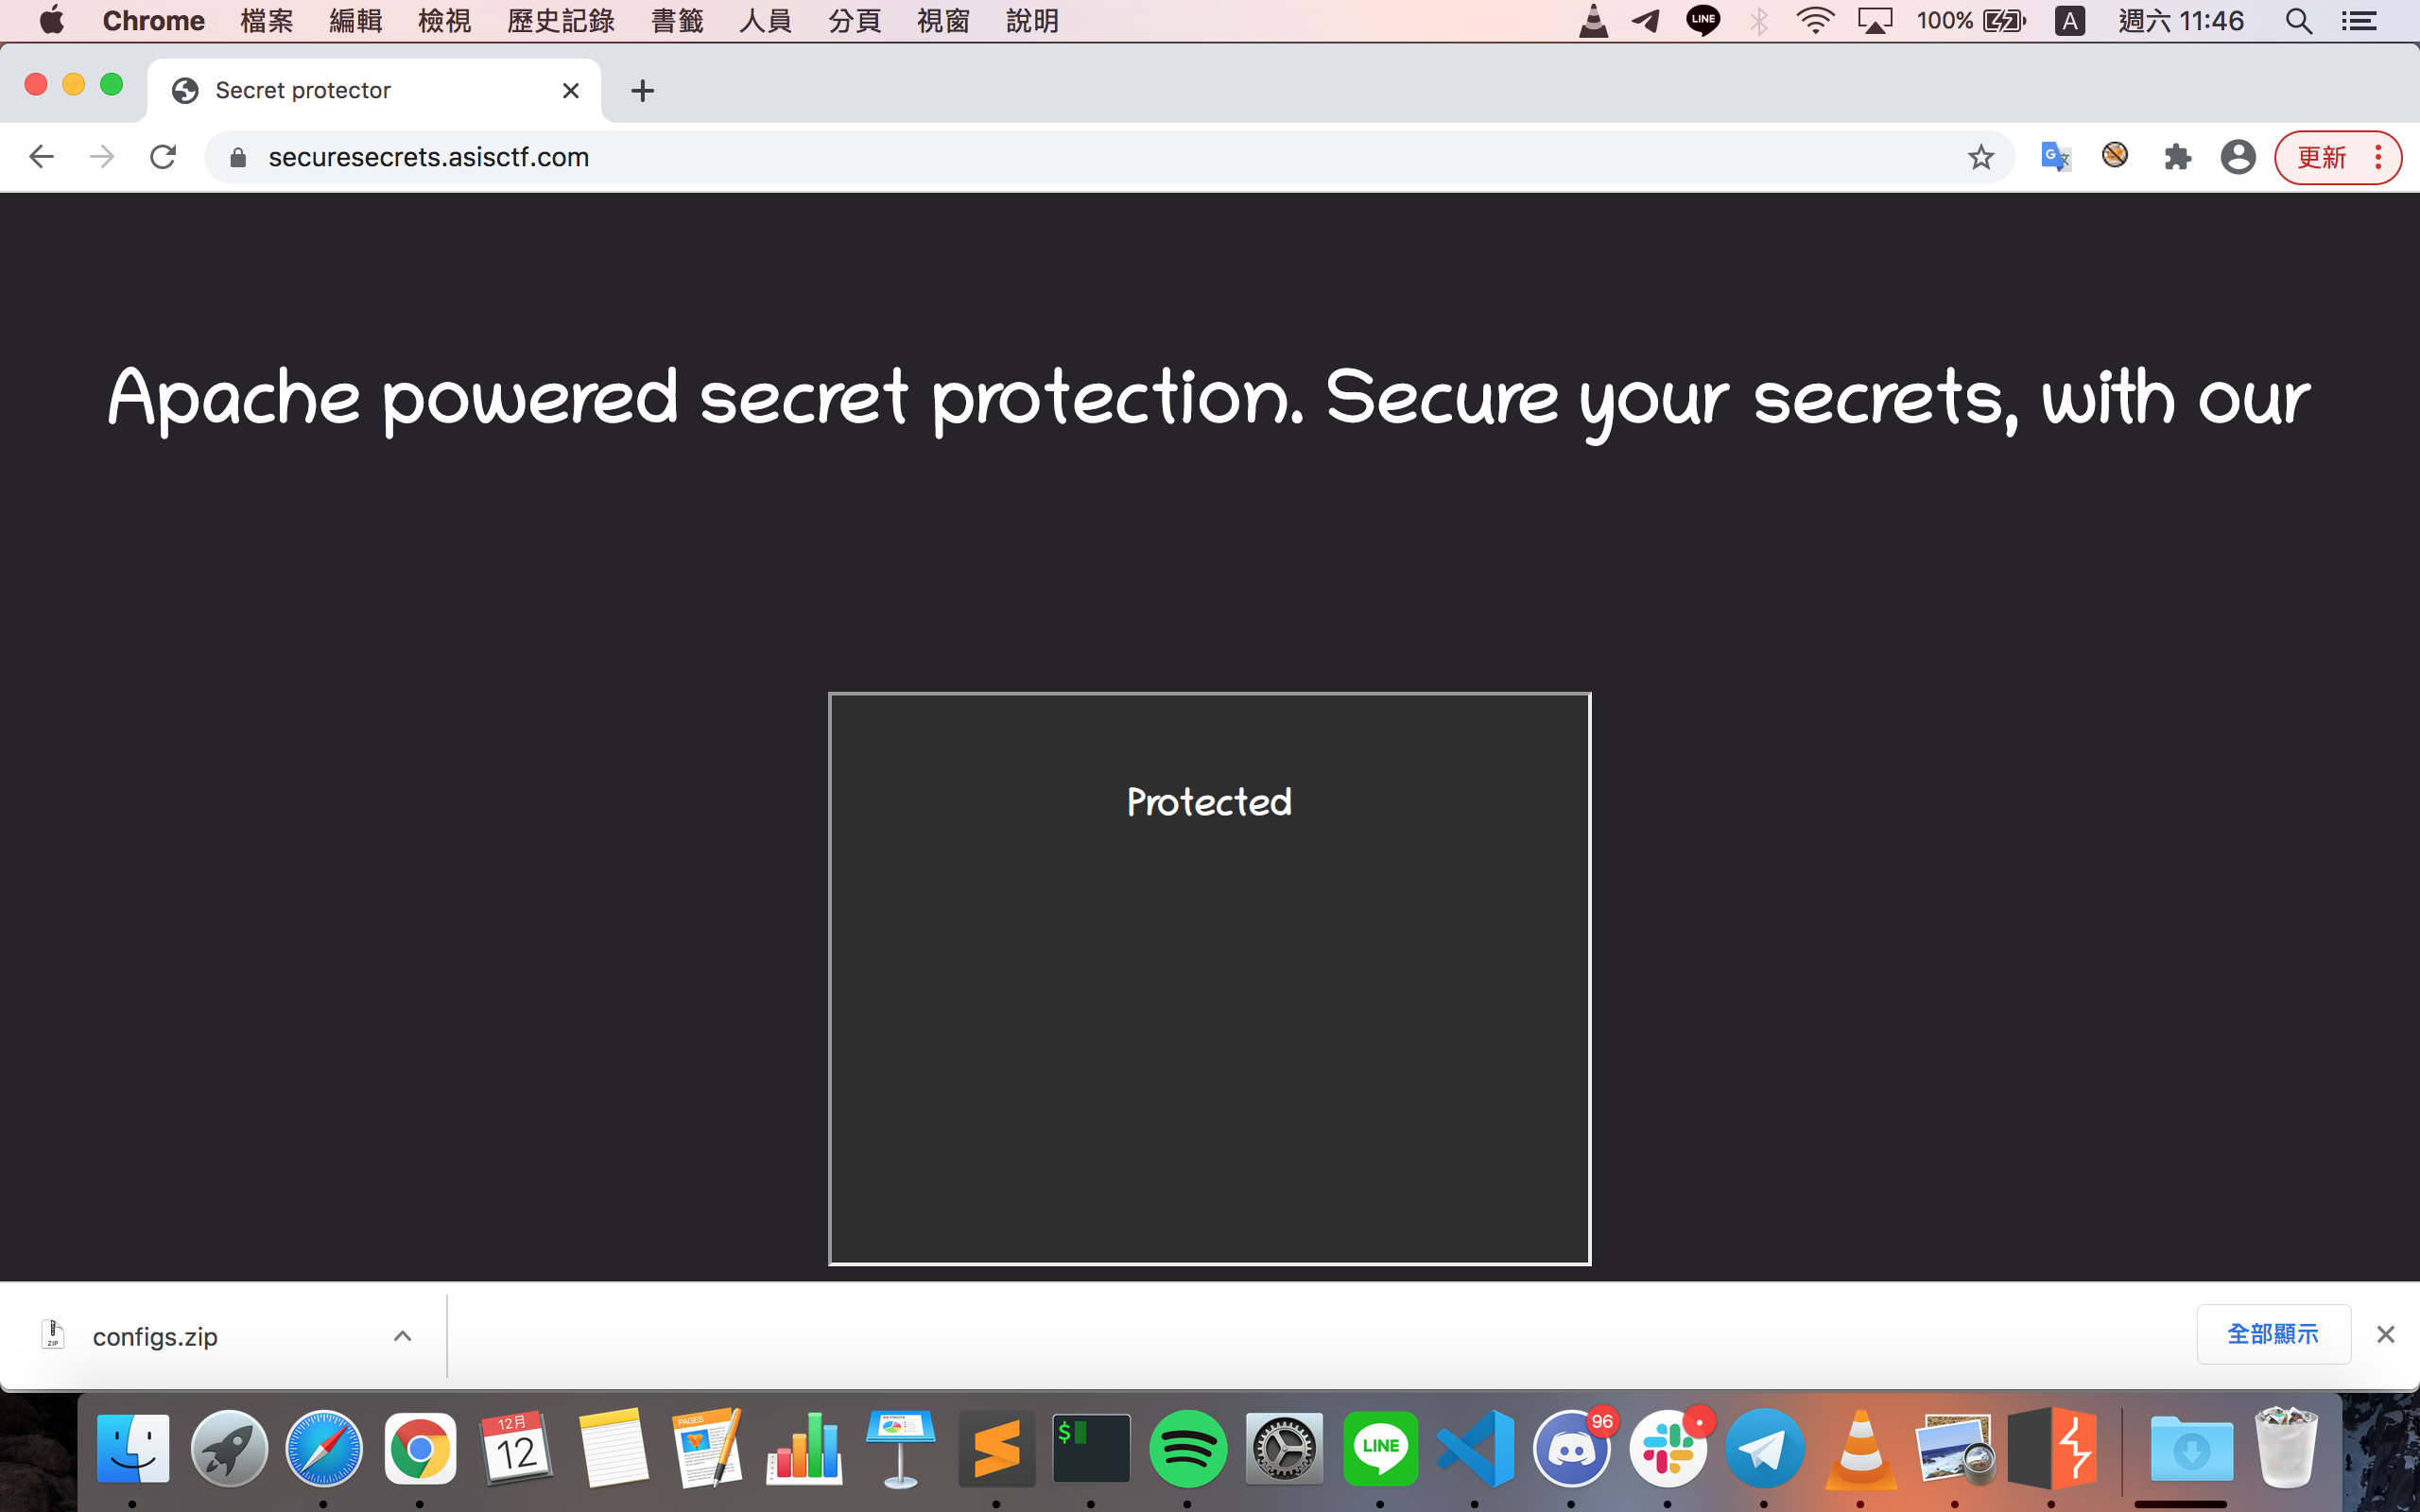 Chrome 檔案 編輯 檢視 歷史記錄 書籤 人員 分頁 視窗 說明 LINE 100% A 週六 11:46
Secret protector
securesecrets.asisctf.com 更新
Apache powered secret protection. Secure your secrets, with our
Protected
ZIP configs.zip 全部顯示
12月
12
PAGES
$
LINE
96